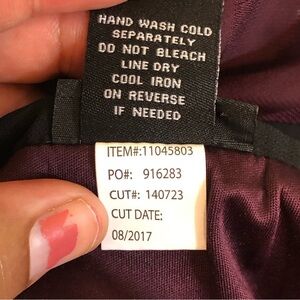 HAND WASH COLD
SEPARATELY
DO NOT BLEACH
LINE DRY
COOL IRON
ON REVERSE
IF NEEDED
ITEM#:11045803
PO#: 916283
CUT#: 140723
CUT DATE:
08/2017